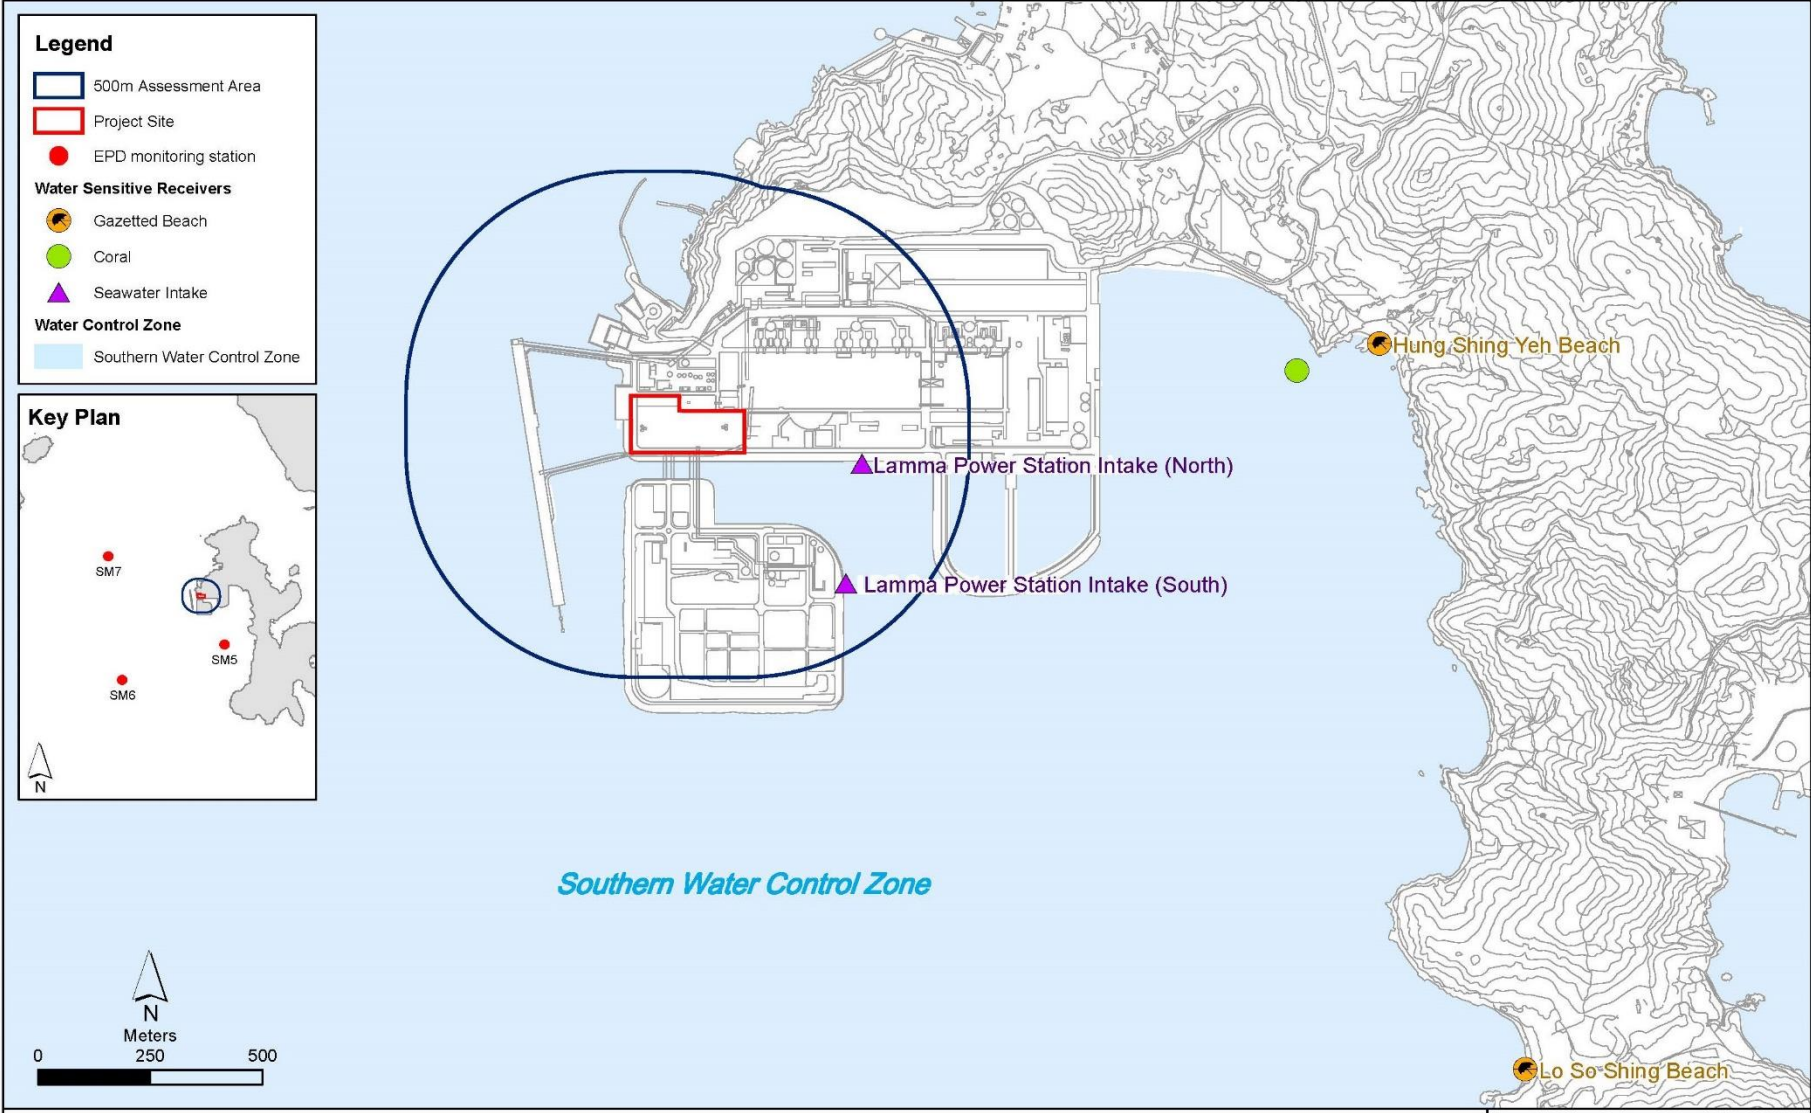 Legend
500m Assessment Area
Project Site
EPD monitoring station
Water Sensitive Receivers
Gazetted Beach
Coral
Seawater Intake
Water Control Zone
Southern Water Control Zone
Key Plan
SM7
SM5
SM6
N
Hung Shing Yeh Beach
Lamma Power Station Intake (North)
Lamma Power Station Intake (South)
Southern Water Control Zone
N
Meters
0 250 500
Lo So Shing Beach